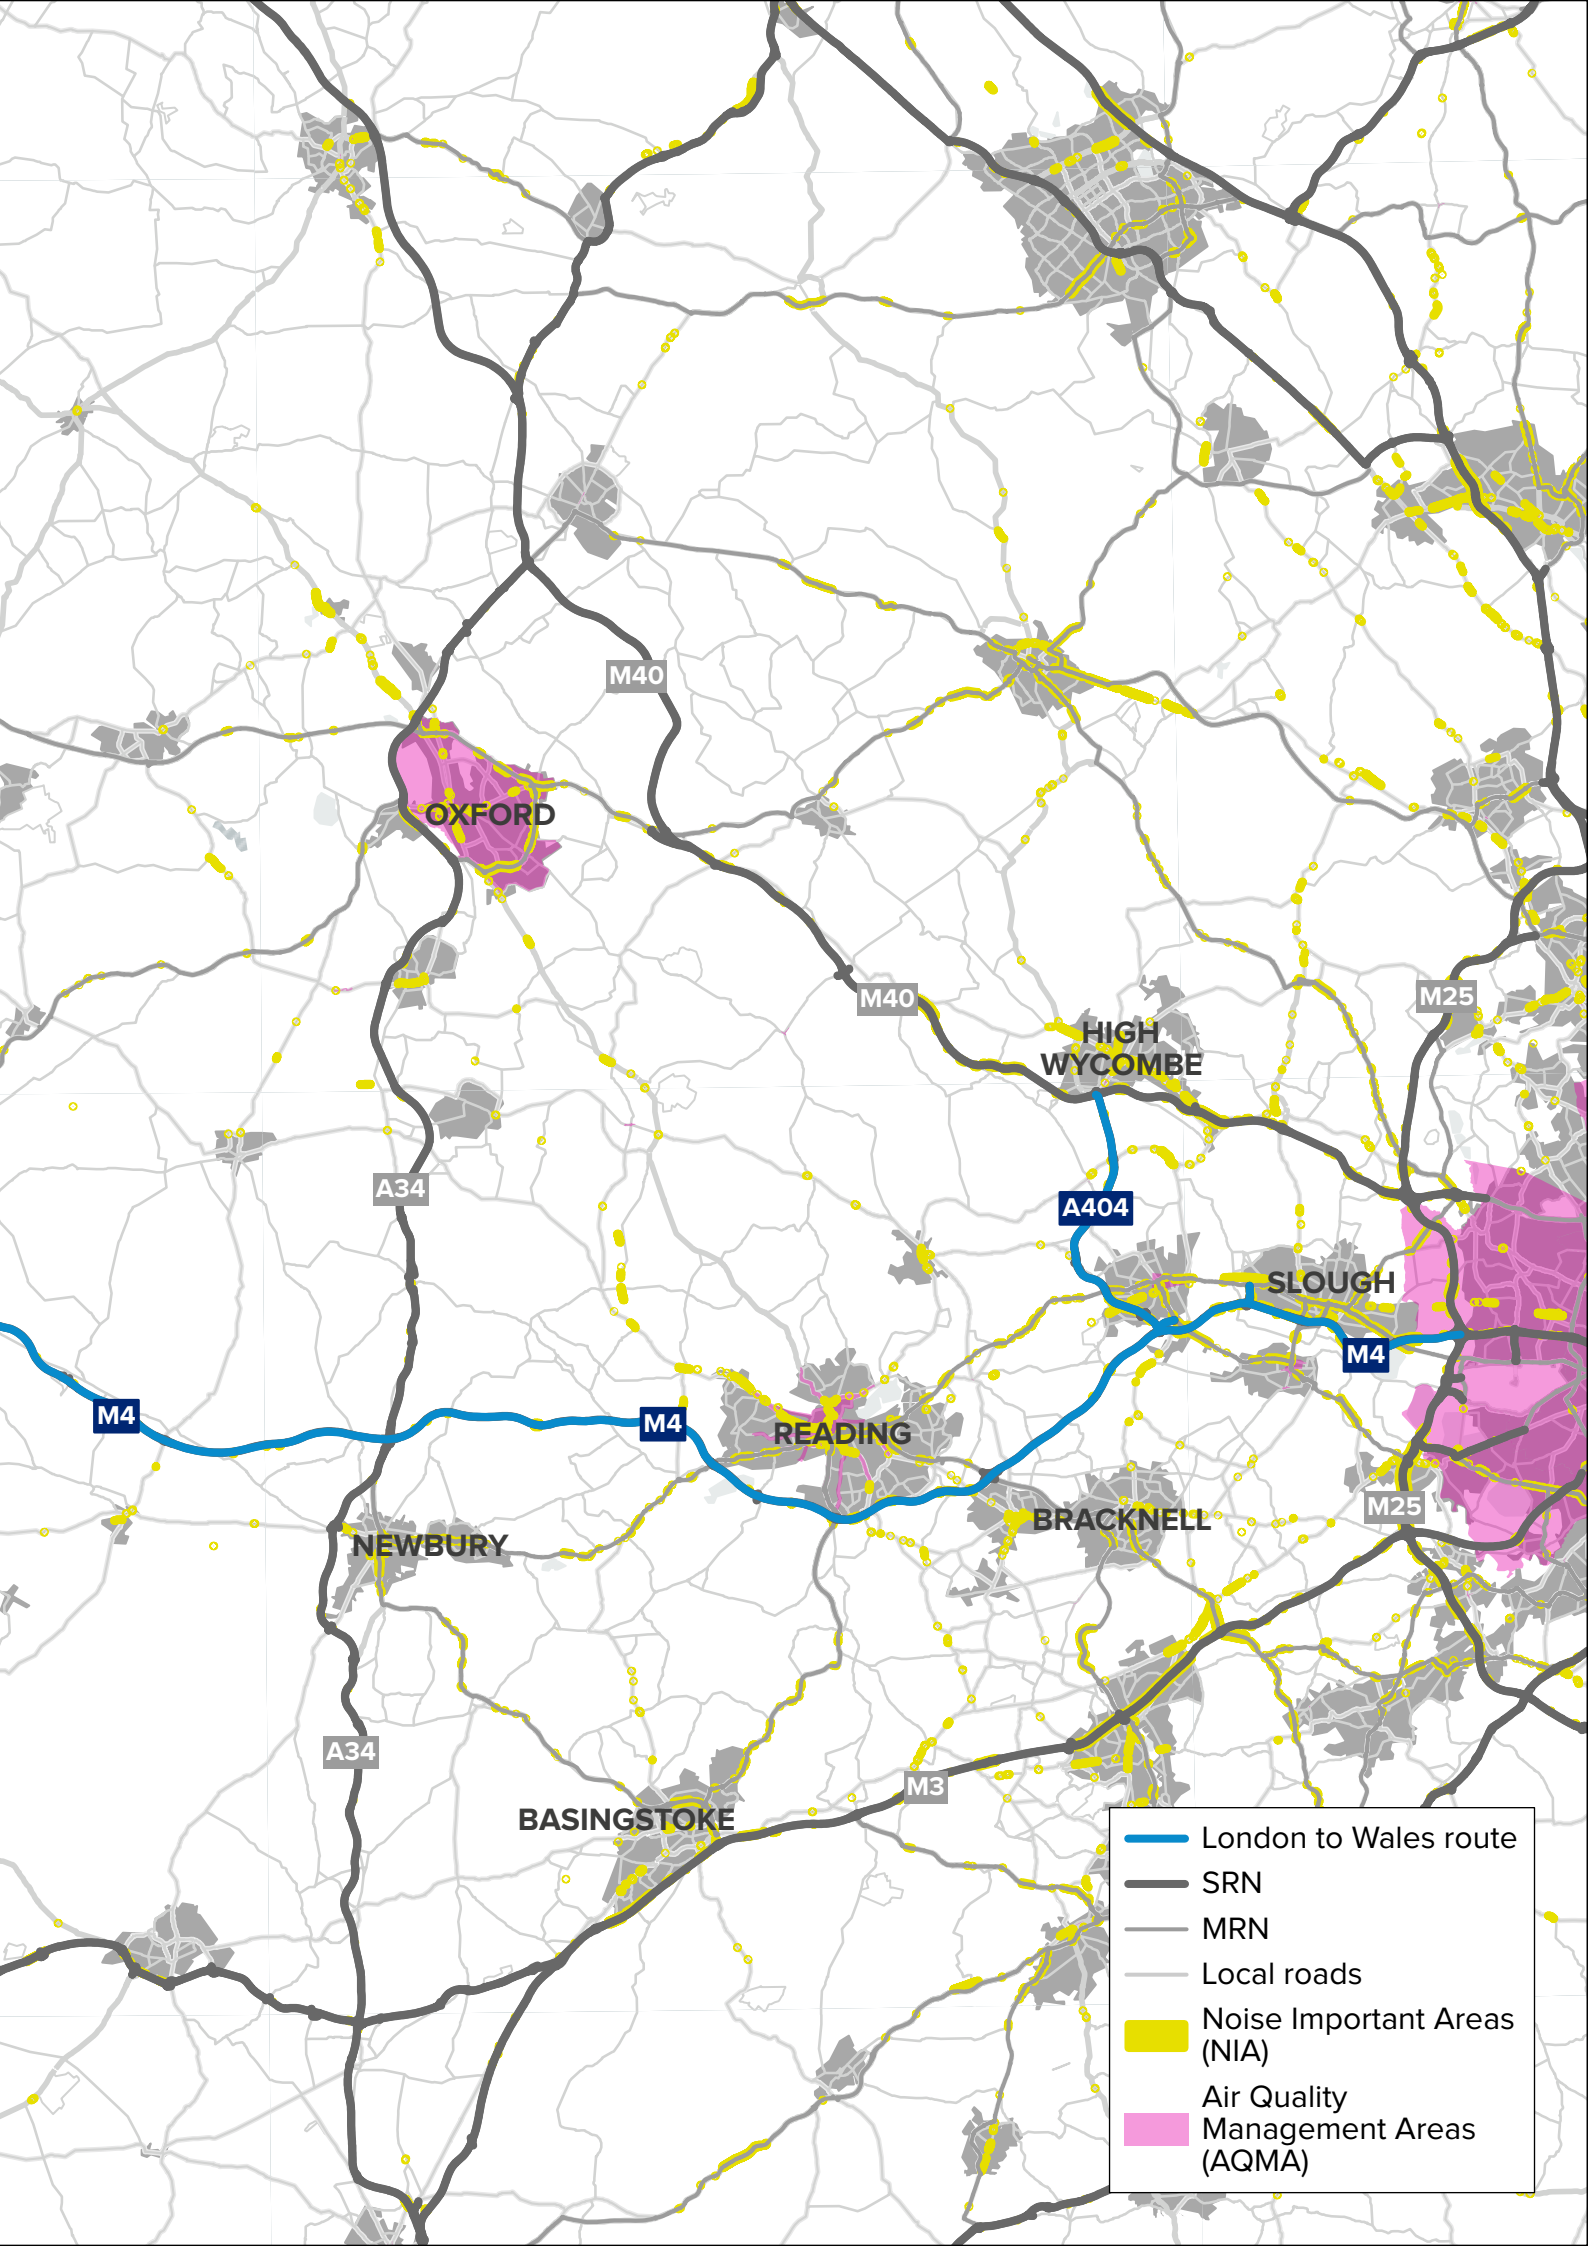 M40
OXFORD
M40
M25
HIGH
WYCOMBE
A34
A404
SLOUGH
M4
M4
M4
READING
M25
BRACKNELL
NEWBURY
A34
M3
BASINGSTOKE
London to Wales route
SRN
MRN
Local roads
Noise Important Areas
(NIA)
Air Quality
Management Areas
(AQMA)